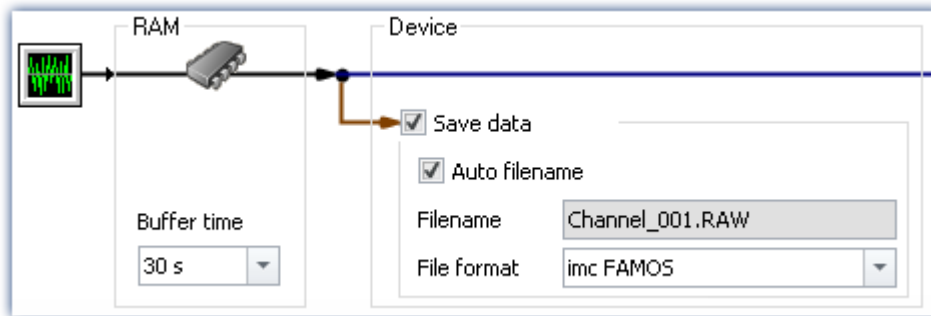 RAM
Device
Save data
Auto filename
Buffer time
Filename
Channel_001.RAW
30 s
File format
imc FAMOS